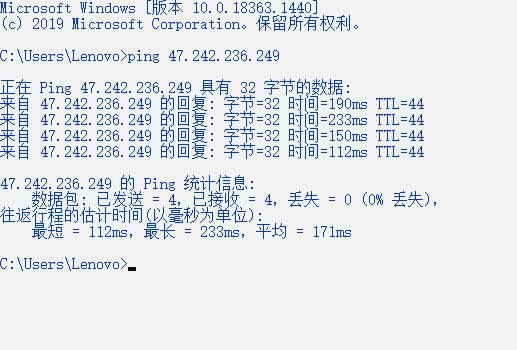 Microsoft Windows [版本 10.0.18363.1440]
(c) 2019 Microsoft Corporation。保留所有权利。
C:\Users\Lenovo>ping 47.242.236.249
正在 Ping 47.242.236.249 具有 32 字节的数据:
来自 47.242.236.249 的回复: 字节=32 时间=190ms TTL=44
来自 47.242.236.249 的回复: 字节=32 时间=233ms TTL=44
来自 47.242.236.249 的回复: 字节=32 时间=150ms TTL=44
来自 47.242.236.249 的回复: 字节=32 时间=112ms TTL=44
47.242.236.249 的 Ping 统计信息:
数据包: 已发送 = 4，已接收 = 4，丢失 = 0 (0% 丢失)，
往返行程的估计时间(以毫秒为单位):
最短 = 112ms，最长 = 233ms，平均 = 171ms
C:\Users\Lenovo>